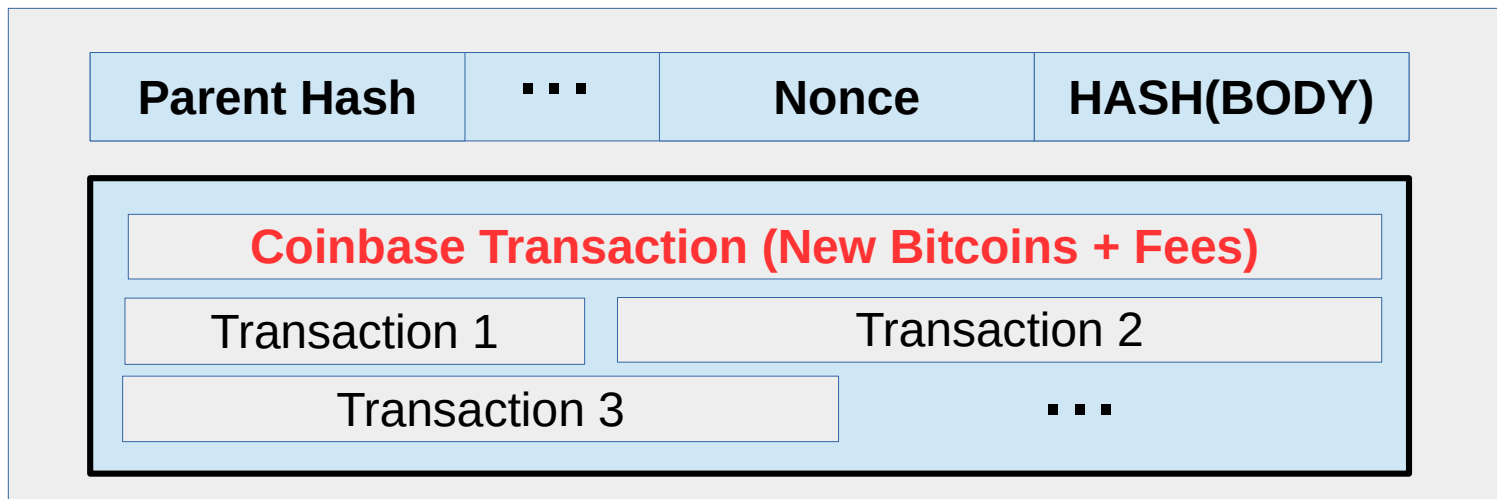 Parent Hash ... Nonce HASH(BODY)
Coinbase Transaction (New Bitcoins + Fees)
Transaction 1 Transaction 2
Transaction 3 ...